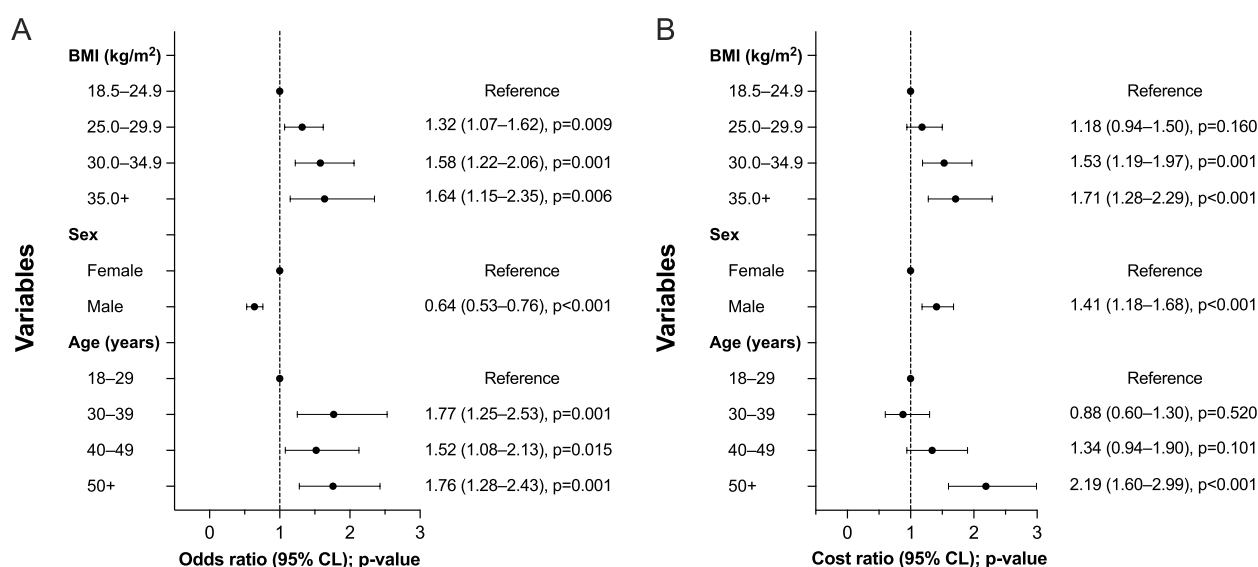 A
BMI (kg/m²)
18.5–24.9 Reference
25.0–29.9 1.32 (1.07–1.62), p=0.009
30.0–34.9 1.58 (1.22–2.06), p=0.001
35.0+ 1.64 (1.15–2.35), p=0.006
Sex
Female Reference
Male 0.64 (0.53–0.76), p<0.001
Age (years)
18–29 Reference
30–39 1.77 (1.25–2.53), p=0.001
40–49 1.52 (1.08–2.13), p=0.015
50+ 1.76 (1.28–2.43), p=0.001
Variables
0 1 2 3
Odds ratio (95% CL); p-value
B
BMI (kg/m²)
18.5–24.9 Reference
25.0–29.9 1.18 (0.94–1.50), p=0.160
30.0–34.9 1.53 (1.19–1.97), p=0.001
35.0+ 1.71 (1.28–2.29), p<0.001
Sex
Female Reference
Male 1.41 (1.18–1.68), p<0.001
Age (years)
18–29 Reference
30–39 0.88 (0.60–1.30), p=0.520
40–49 1.34 (0.94–1.90), p=0.101
50+ 2.19 (1.60–2.99), p<0.001
Variables
0 1 2 3
Cost ratio (95% CL); p-value